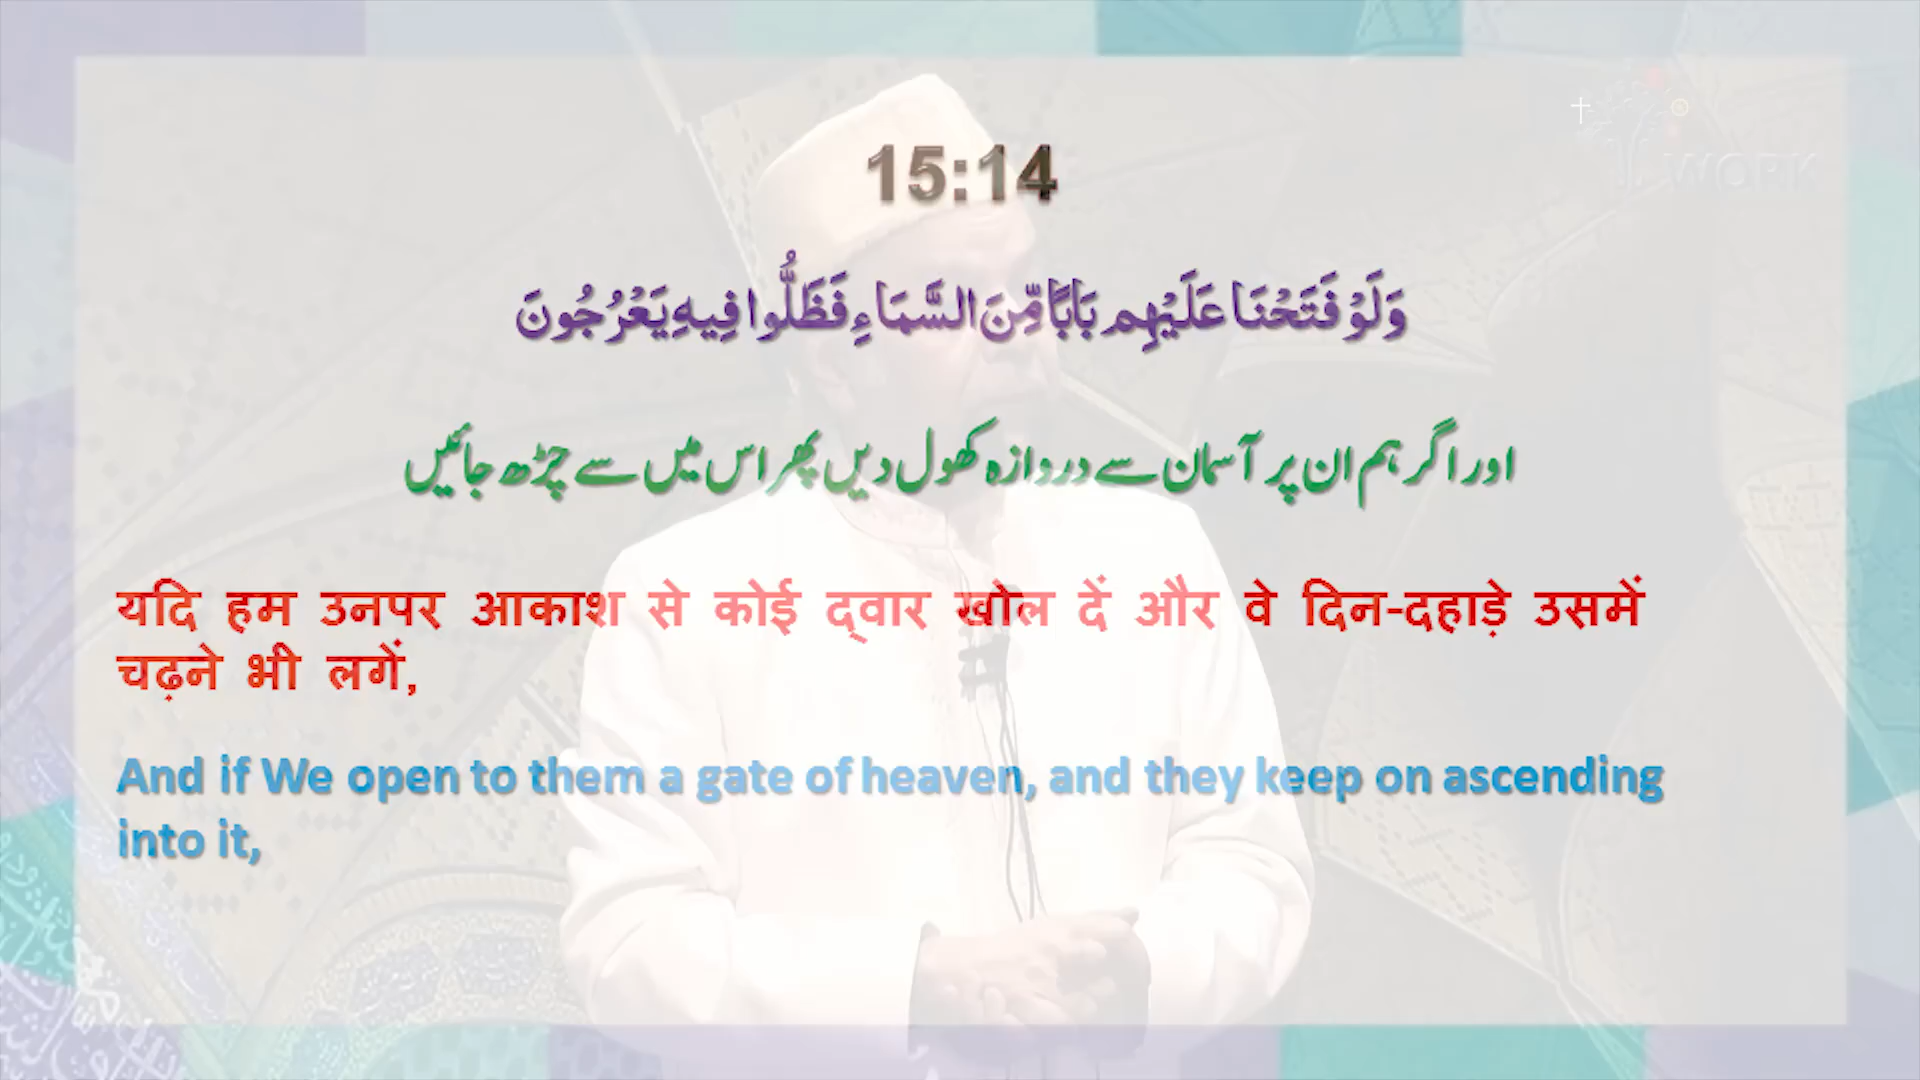 WORK
15:14
وَلَوْ فَتَحْنَا عَلَيْهِم بَابًا مِّنَ السَّمَاءِ فَظَلُّوا فِيهِ يَعْرُجُونَ
اور اگر ہم ان پر آسمان سے دروازہ کھول دیں پھر اس میں سے چڑھ جائیں
यदि हम उनपर आकाश से कोई द्वार खोल दें और वे दिन-दहाड़े उसमें
चढ़ने भी लगें,
And if We open to them a gate of heaven, and they keep on ascending
into it,